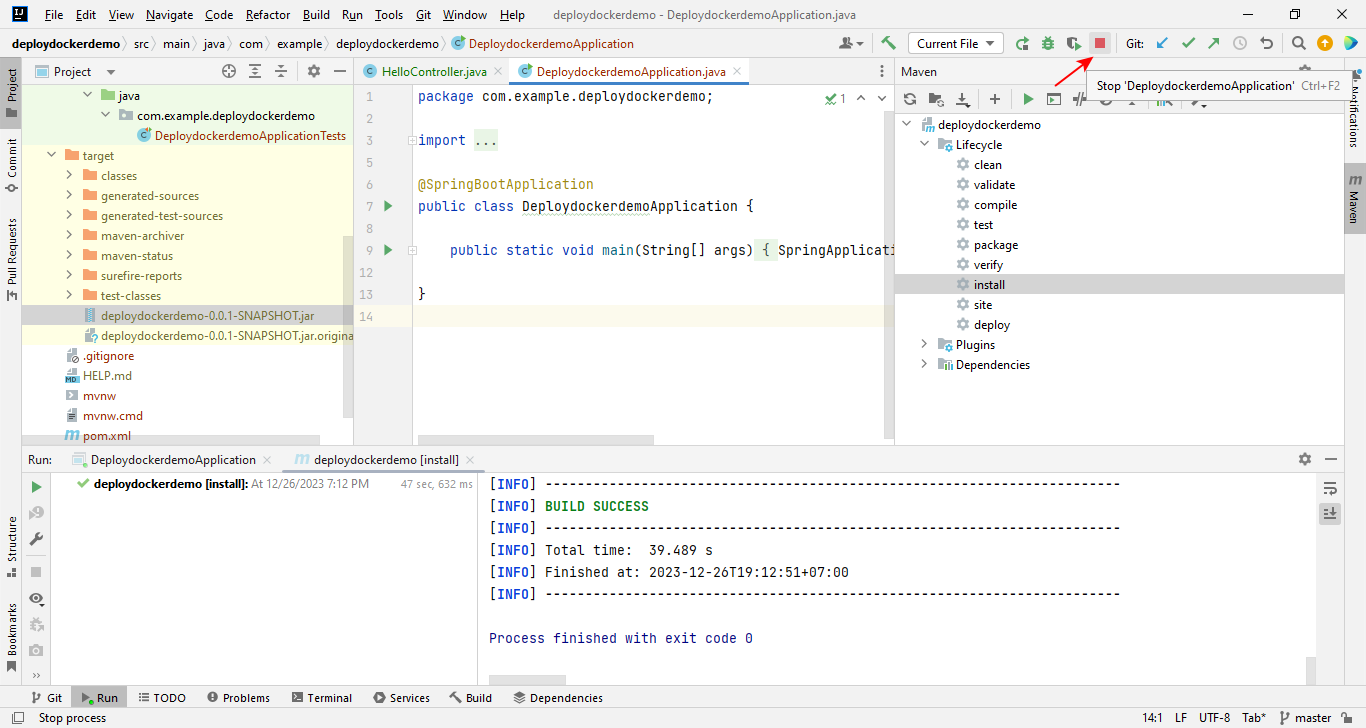 File Edit View Navigate Code Refactor Build Run Tools Git Window Help deploydockerdemo - DeploydockerdemoApplication.java
deploydockerdemo src main java com example deploydockerdemo DeploydockerdemoApplication Current File Git:
Stop 'DeploydockerdemoApplication' Ctrl+F2
Project
Commit
Pull Requests
Structure
Bookmarks
Project
java
com.example.deploydockerdemo
DeploydockerdemoApplicationTests
target
classes
generated-sources
generated-test-sources
maven-archiver
maven-status
surefire-reports
test-classes
deploydockerdemo-0.0.1-SNAPSHOT.jar
deploydockerdemo-0.0.1-SNAPSHOT.jar.origina
.gitignore
HELP.md
mvnw
mvnw.cmd
pom.xml
HelloController.java DeploydockerdemoApplication.java
1 package com.example.deploydockerdemo; 1
2
3 import ...
5
6 @SpringBootApplication
7 public class DeploydockerdemoApplication {
8
9 public static void main(String[] args) { SpringApplicati
12
13 }
14
Maven
deploydockerdemo
Lifecycle
clean
validate
compile
test
package
verify
install
site
deploy
Plugins
Dependencies
Notifications
Maven
Run: DeploydockerdemoApplication deploydockerdemo [install]
deploydockerdemo [install]: At 12/26/2023 7:12 PM 47 sec, 632 ms
[INFO] ------------------------------------------------------------------------
[INFO] BUILD SUCCESS
[INFO] ------------------------------------------------------------------------
[INFO] Total time:  39.489 s
[INFO] Finished at: 2023-12-26T19:12:51+07:00
[INFO] ------------------------------------------------------------------------
Process finished with exit code 0
Git Run TODO Problems Terminal Services Build Dependencies
Stop process 14:1 LF UTF-8 Tab* master